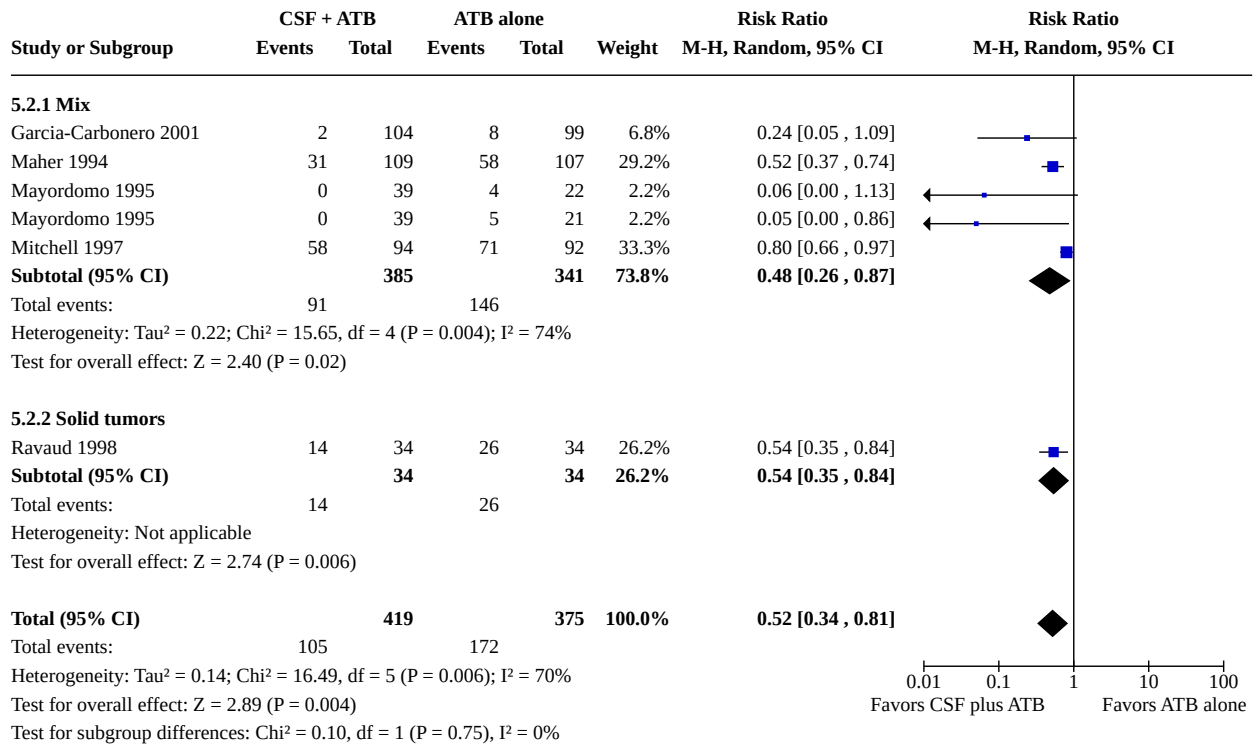 CSF + ATB ATB alone Risk Ratio Risk Ratio
Study or Subgroup Events Total Events Total Weight M-H, Random, 95% CI M-H, Random, 95% CI
5.2.1 Mix
Garcia-Carbonero 2001 2 104 8 99 6.8% 0.24 [0.05 , 1.09]
Maher 1994 31 109 58 107 29.2% 0.52 [0.37 , 0.74]
Mayordomo 1995 0 39 4 22 2.2% 0.06 [0.00 , 1.13]
Mayordomo 1995 0 39 5 21 2.2% 0.05 [0.00 , 0.86]
Mitchell 1997 58 94 71 92 33.3% 0.80 [0.66 , 0.97]
Subtotal (95% CI) 385 341 73.8% 0.48 [0.26 , 0.87]
Total events: 91 146
Heterogeneity: Tau² = 0.22; Chi² = 15.65, df = 4 (P = 0.004); I² = 74%
Test for overall effect: Z = 2.40 (P = 0.02)
5.2.2 Solid tumors
Ravaud 1998 14 34 26 34 26.2% 0.54 [0.35 , 0.84]
Subtotal (95% CI) 34 34 26.2% 0.54 [0.35 , 0.84]
Total events: 14 26
Heterogeneity: Not applicable
Test for overall effect: Z = 2.74 (P = 0.006)
Total (95% CI) 419 375 100.0% 0.52 [0.34 , 0.81]
Total events: 105 172
Heterogeneity: Tau² = 0.14; Chi² = 16.49, df = 5 (P = 0.006); I² = 70%
0.01 0.1 1 10 100
Test for overall effect: Z = 2.89 (P = 0.004)
Favors CSF plus ATB Favors ATB alone
Test for subgroup differences: Chi² = 0.10, df = 1 (P = 0.75), I² = 0%